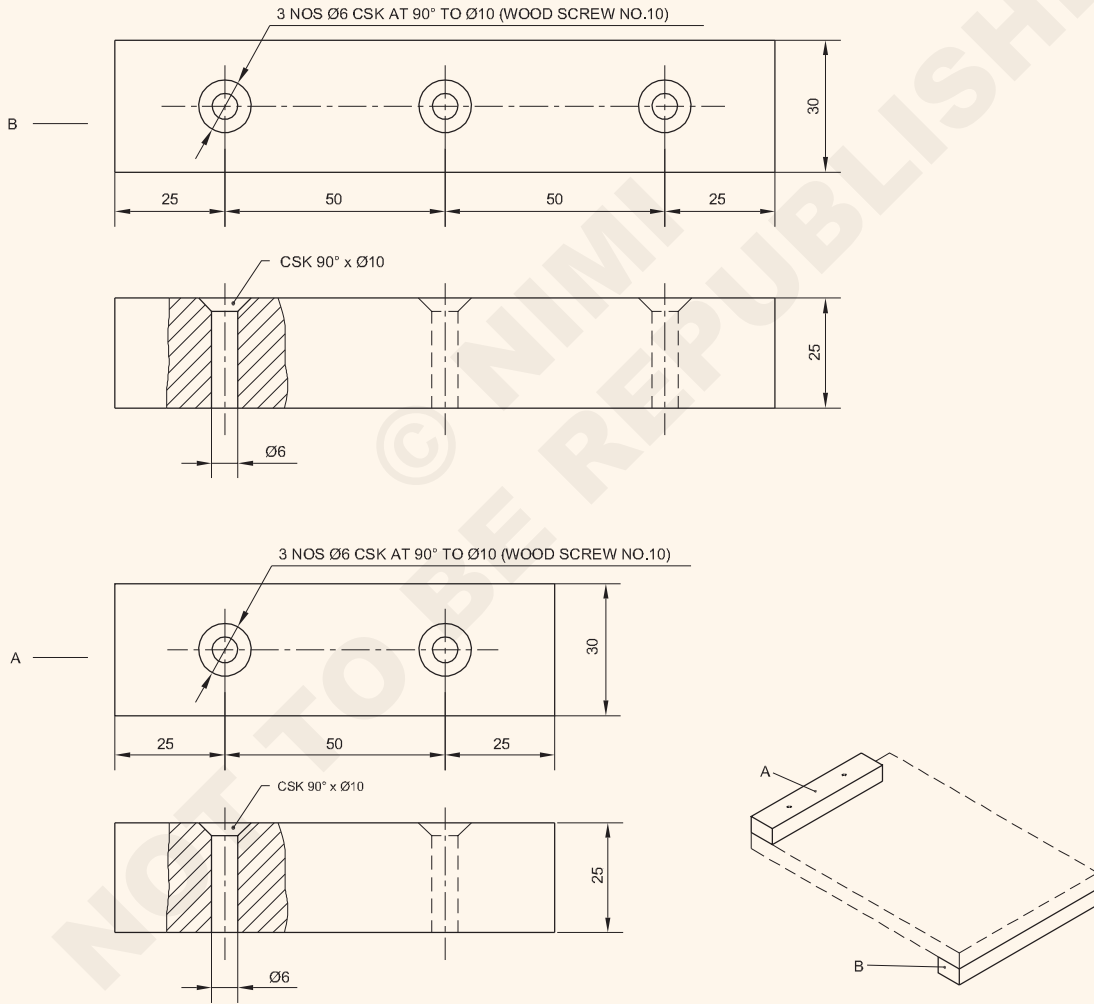 3 NOS Ø6 CSK AT 90° TO Ø10 (WOOD SCREW NO.10)
B
30
25 50 50 25
CSK 90° x Ø10
25
Ø6
3 NOS Ø6 CSK AT 90° TO Ø10 (WOOD SCREW NO.10)
A
30
25 50 25
CSK 90° x Ø10
25
Ø6
A
B
© NIMI
NOT TO BE REPUBLISHE